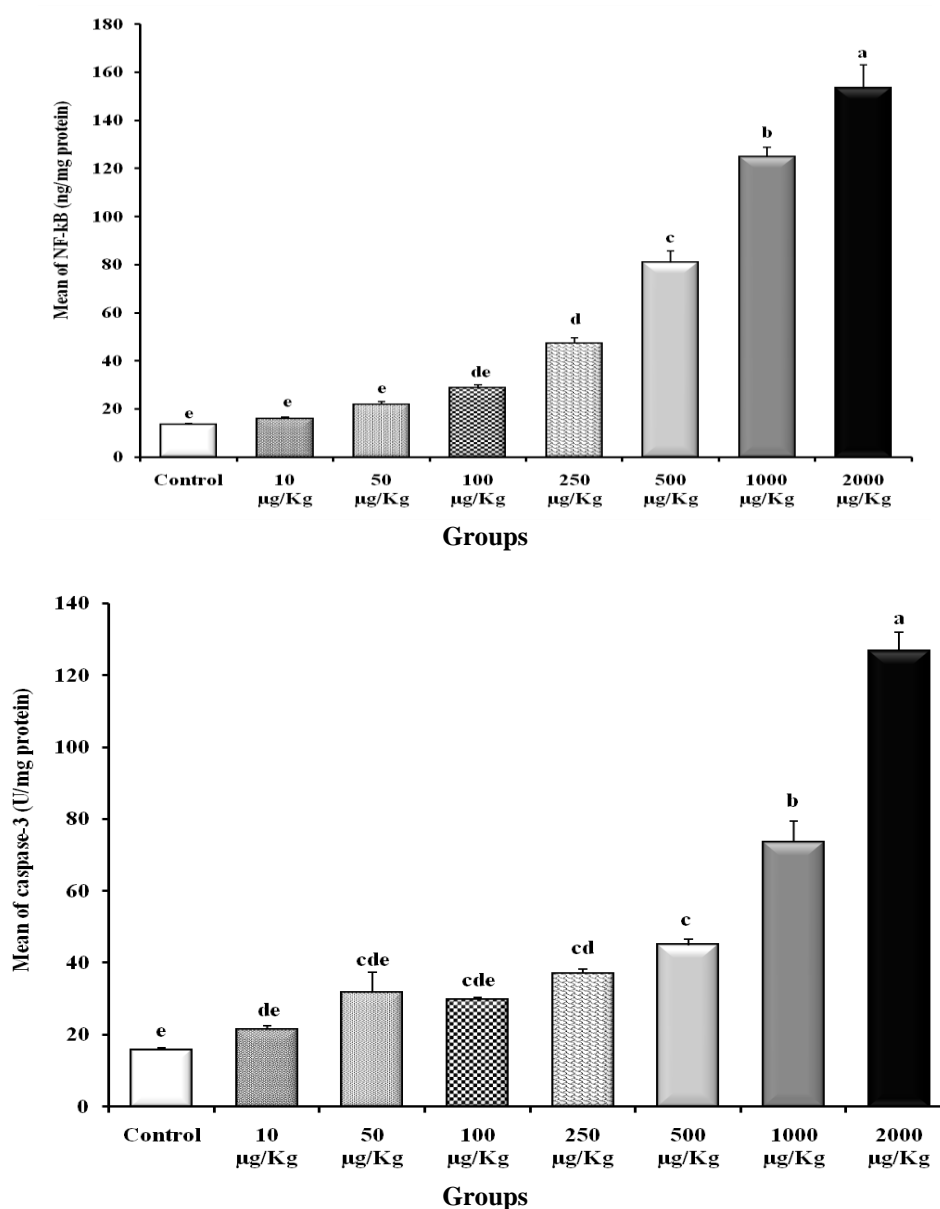 Mean of NF-kB (ng/mg protein)
180
160
140
120
100
80
60
40
20
0
e
e
e
de
d
c
b
a
Control
10
µg/Kg
50
µg/Kg
100
µg/Kg
250
µg/Kg
500
µg/Kg
1000
µg/Kg
2000
µg/Kg
Groups
Mean of caspase-3 (U/mg protein)
140
120
100
80
60
40
20
0
e
de
cde
cde
cd
c
b
a
Control
10
µg/Kg
50
µg/Kg
100
µg/Kg
250
µg/Kg
500
µg/Kg
1000
µg/Kg
2000
µg/Kg
Groups